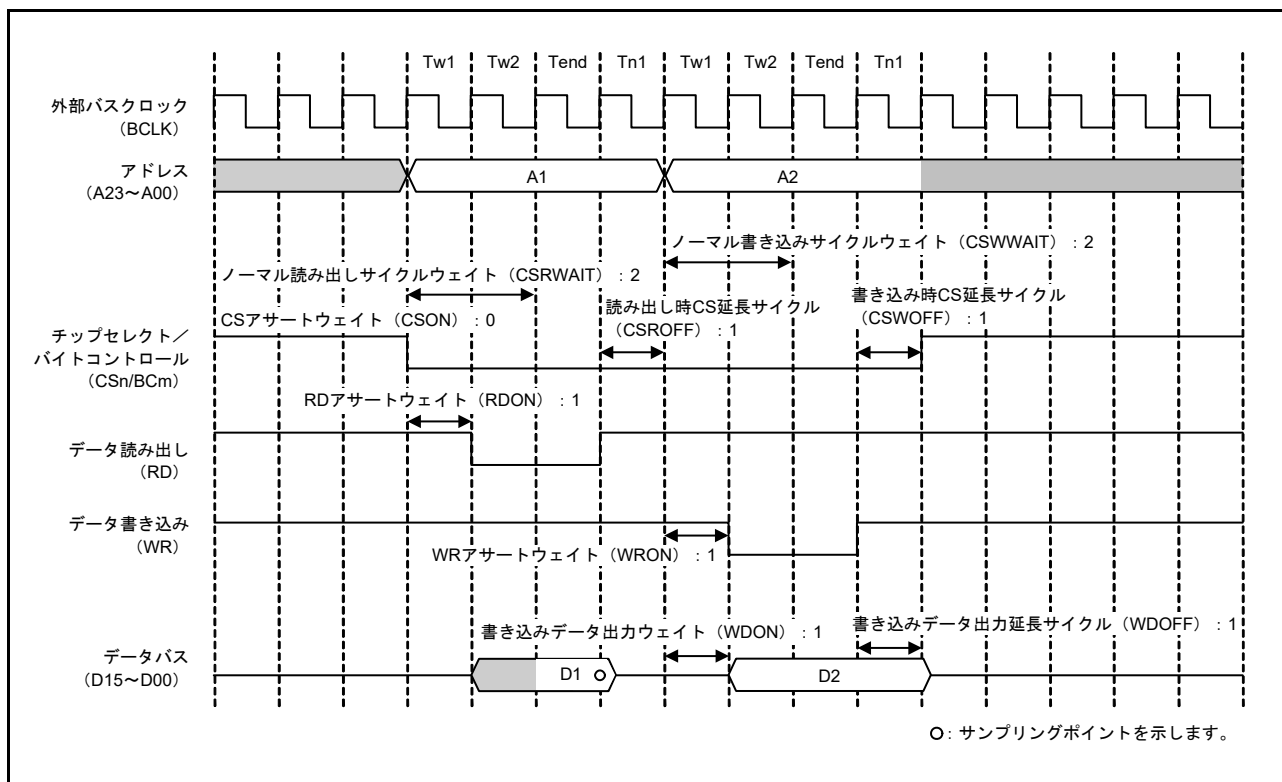 Tw1 Tw2 Tend Tn1 Tw1 Tw2 Tend Tn1
外部バスクロック
（BCLK）
アドレス
（A23～A00）
A1
A2
ノーマル書き込みサイクルウェイト（CSWWAIT）：2
ノーマル読み出しサイクルウェイト（CSRWAIT）：2
読み出し時CS延長サイクル
（CSROFF）：1
書き込み時CS延長サイクル
（CSWOFF）：1
CSアサートウェイト（CSON）：0
チップセレクト／
バイトコントロール
（CSn/BCm）
RDアサートウェイト（RDON）：1
データ読み出し
（RD）
データ書き込み
（WR）
WRアサートウェイト（WRON）：1
書き込みデータ出力ウェイト（WDON）：1
書き込みデータ出力延長サイクル（WDOFF）：1
データバス
（D15～D00）
D1
D2
：サンプリングポイントを示します。